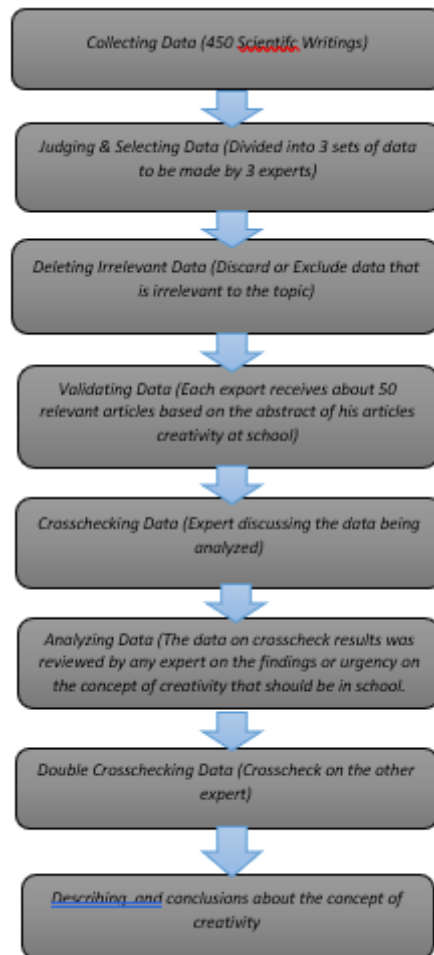 Collecting Data (450 Scientifc Writings)
Judging & Selecting Data (Divided into 3 sets of data
to be made by 3 experts)
Deleting Irrelevant Data (Discard or Exclude data that
is irrelevant to the topic)
Validating Data (Each export receives about 50
relevant articles based on the abstract of his articles
creativity at school)
Crosschecking Data (Expert discussing the data being
analyzed)
Analyzing Data (The data on crosscheck results was
reviewed by any expert on the findings or urgency on
the concept of creativity that should be in school.
Double Crosschecking Data (Crosscheck on the other
expert)
Describing and conclusions about the concept of
creativity